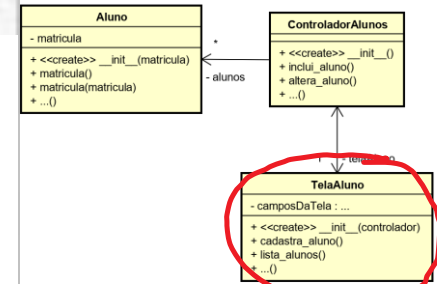 Aluno
- matricula
+ <<create>> __init__(matricula)
+ matricula()
+ matricula(matricula)
+ ...()
*
- alunos
ControladorAlunos
+ <<create>> __init__()
+ inclui_aluno()
+ altera_aluno()
+ ...()
TelaAluno
- camposDaTela : ...
+ <<create>> __init__(controlador)
+ cadastra_aluno()
+ lista_alunos()
+ ...()